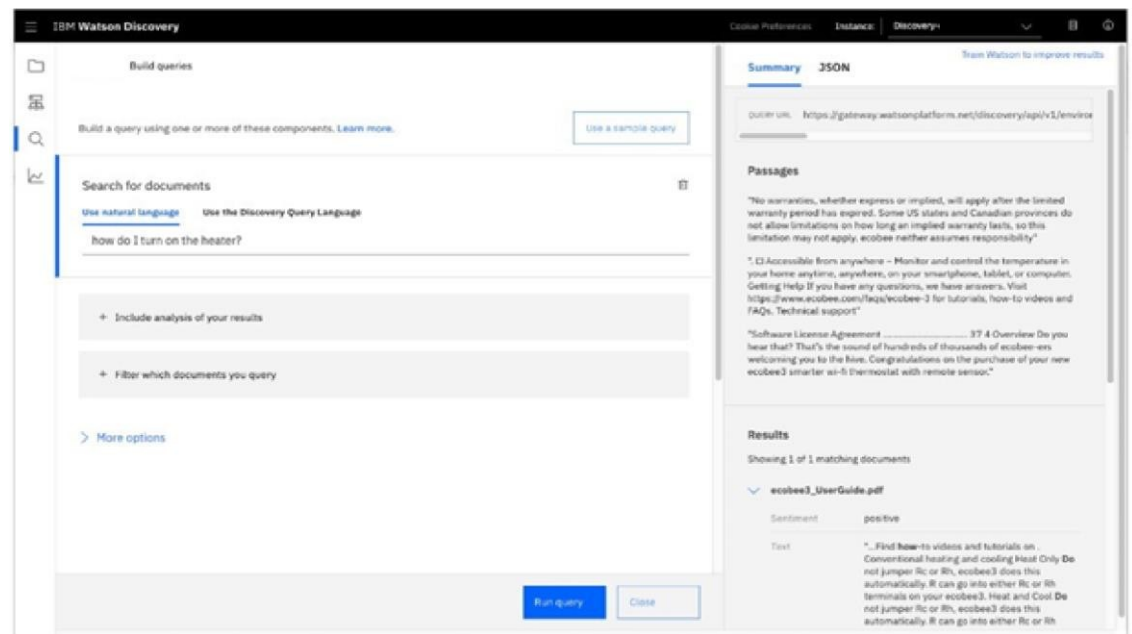 IBM Watson Discovery
Cookie Preferences
Instance:
Discovery-
Build queries
Build a query using one or more of these components. Learn more.
Use a sample query
Search for documents
Use natural language
Use the Discovery Query Language
how do I turn on the heater?
+ Include analysis of your results
+ Filter which documents you query
More options
Run query
Close
Train Watson to improve results
Summary
JSON
QUERY URL
https://gateway.watsonplatform.net/discovery/api/v1/environ
Passages
"No warranties, whether express or implied, will apply after the limited
warranty period has expired. Some US states and Canadian provinces do
not allow limitations on how long an implied warranty lasts, so this
limitation may not apply. ecobee neither assumes responsibility"
". Accessible from anywhere – Monitor and control the temperature in
your home anytime, anywhere, on your smartphone, tablet, or computer.
Getting Help If you have any questions, we have answers. Visit
https://www.ecobee.com/faqs/ecobee-3 for tutorials, how-to videos and
FAQs. Technical support"
"Software License Agreement ........................ 37 4 Overview Do you
hear that? That's the sound of hundreds of thousands of ecobee-ers
welcoming you to the hive. Congratulations on the purchase of your new
ecobee3 smarter wi-fi thermostat with remote sensor."
Results
Showing 1 of 1 matching documents
ecobee3_UserGuide.pdf
Sentiment
positive
Text
"...Find how-to videos and tutorials on .
Conventional heating and cooling Heat Only Do
not jumper Rc or Rh, ecobee3 does this
automatically. R can go into either Rc or Rh
terminals on your ecobee3. Heat and Cool Do
not jumper Rc or Rh, ecobee3 does this
automatically. R can go into either Rc or Rh